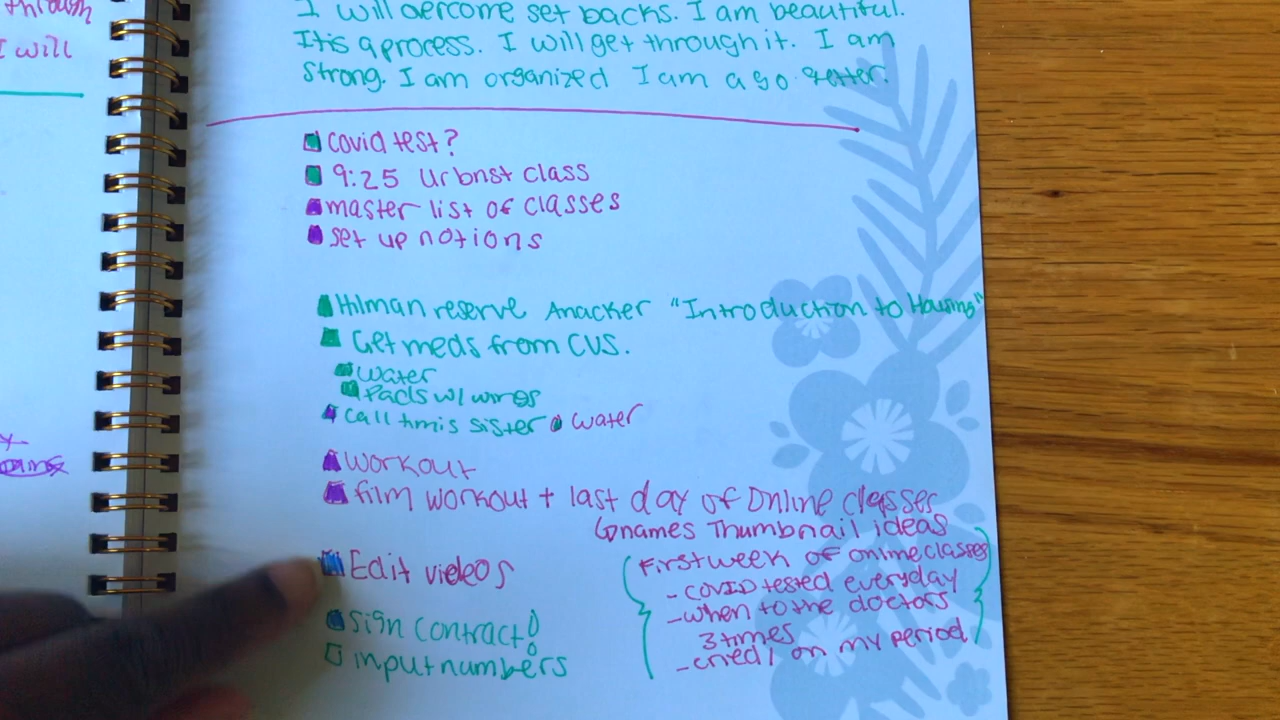 through
I will
I will overcome set backs. I am beautiful.
It is a process. I will get through it. I am
strong. I am organized I am a go getter.
covid test?
9:25 Urbnst class
master list of classes
set up notions
Hilman reserve Anacker "Introduction to Housing"
Get meds from CVS.
water
Pads w/ wings
call tmis sister water
workout
film workout + last day of Online classes
names Thumbnail ideas
First week of online classes
Edit videos
- COVID tested everyday
- when to the doctors
3 times
- cried / on my period
sign contract!!
input numbers